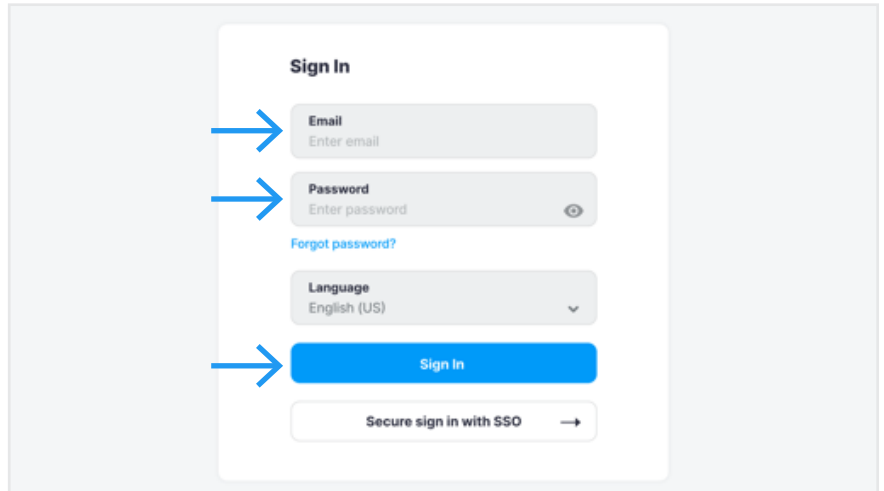 Sign In
Email
Enter email
Password
Enter password
Forgot password?
Language
English (US)
Sign In
Secure sign in with SSO